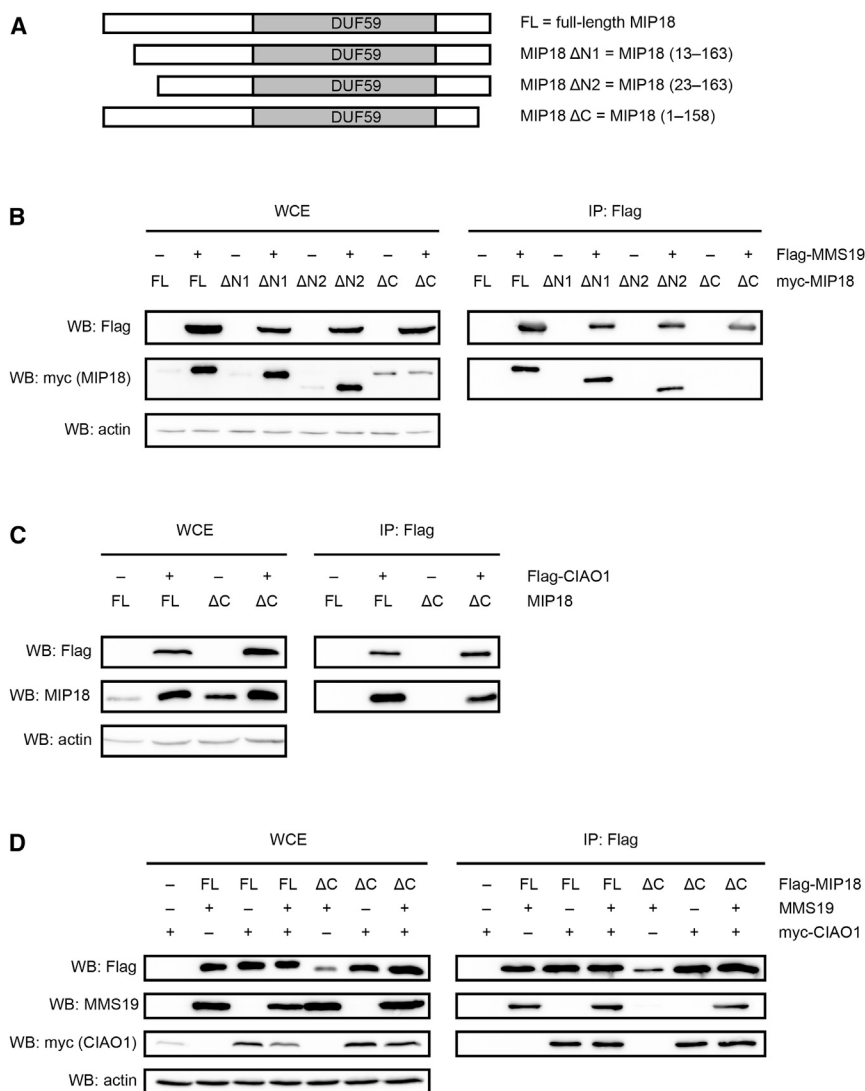 A
DUF59 FL = full-length MIP18
DUF59 MIP18 ΔN1 = MIP18 (13–163)
DUF59 MIP18 ΔN2 = MIP18 (23–163)
DUF59 MIP18 ΔC = MIP18 (1–158)
B
WCE IP: Flag
– + – + – + – + – + – + – + – + Flag-MMS19
FL FL ΔN1 ΔN1 ΔN2 ΔN2 ΔC ΔC FL FL ΔN1 ΔN1 ΔN2 ΔN2 ΔC ΔC myc-MIP18
WB: Flag
WB: myc (MIP18)
WB: actin
C
WCE IP: Flag
– + – + – + – + Flag-CIAO1
FL FL ΔC ΔC FL FL ΔC ΔC MIP18
WB: Flag
WB: MIP18
WB: actin
D
WCE IP: Flag
– FL FL FL ΔC ΔC ΔC – FL FL FL ΔC ΔC ΔC Flag-MIP18
– + – + + – + – + – + + – + MMS19
+ – + + – + + + – + + – + + myc-CIAO1
WB: Flag
WB: MMS19
WB: myc (CIAO1)
WB: actin